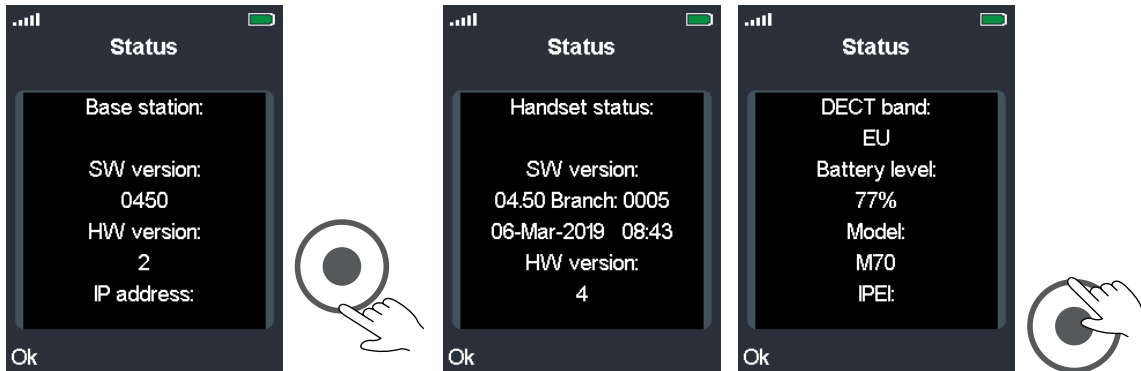 Status
Base station:
SW version:
0450
HW version:
2
IP address:
Ok
Status
Handset status:
SW version:
04.50 Branch: 0005
06-Mar-2019 08:43
HW version:
4
Ok
Status
DECT band:
EU
Battery level:
77%
Model:
M70
IPEI:
Ok